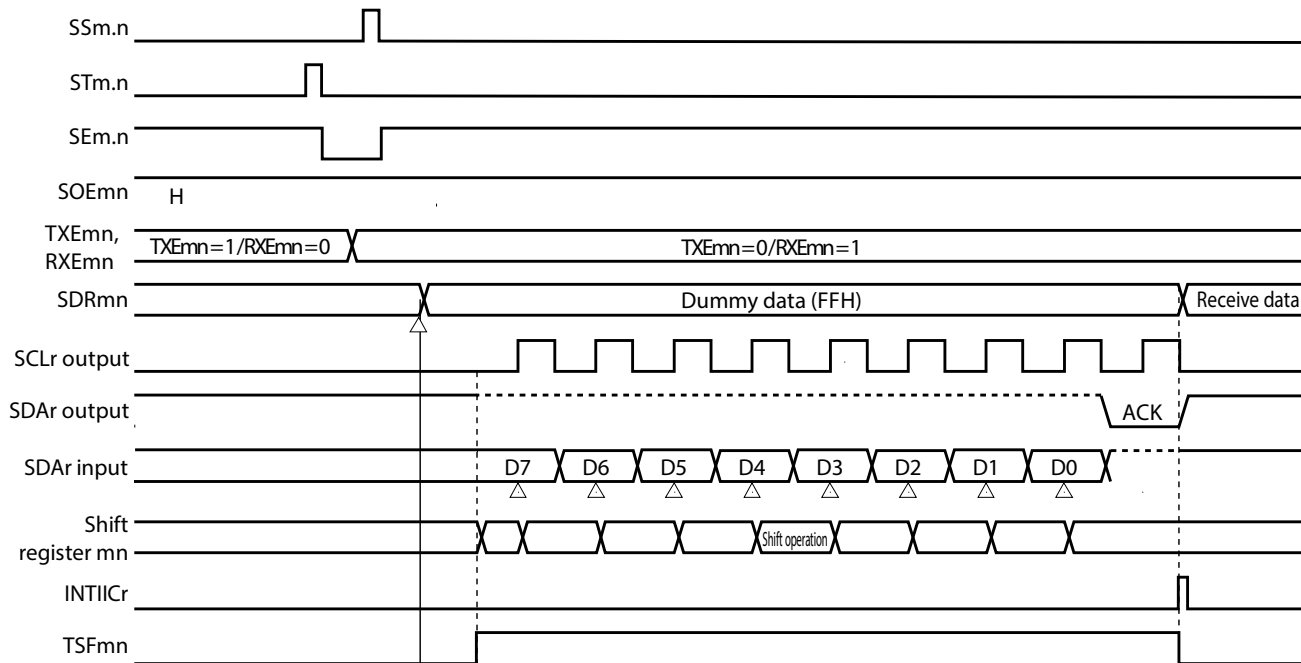 SSm.n
STm.n
SEm.n
SOEmn
H
TXEmn,
RXEmn
TXEmn=1/RXEmn=0
TXEmn=0/RXEmn=1
SDRmn
Dummy data (FFH)
Receive data
SCLr output
SDAr output
ACK
SDAr input
D7
D6
D5
D4
D3
D2
D1
D0
Shift
register mn
Shift operation
INTIICr
TSFmn